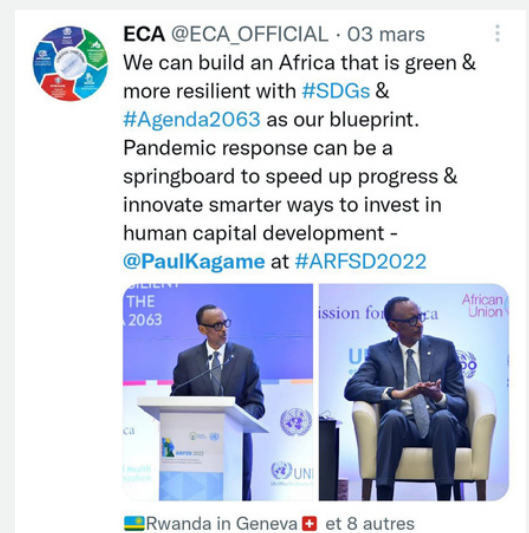 ECA @ECA_OFFICIAL · 03 mars
We can build an Africa that is green &
more resilient with #SDGs &
#Agenda2063 as our blueprint.
Pandemic response can be a
springboard to speed up progress &
innovate smarter ways to invest in
human capital development -
@PaulKagame at #ARFSD2022
THE
2063
ission for ca
African
Union
UNI
Rwanda in Geneva et 8 autres